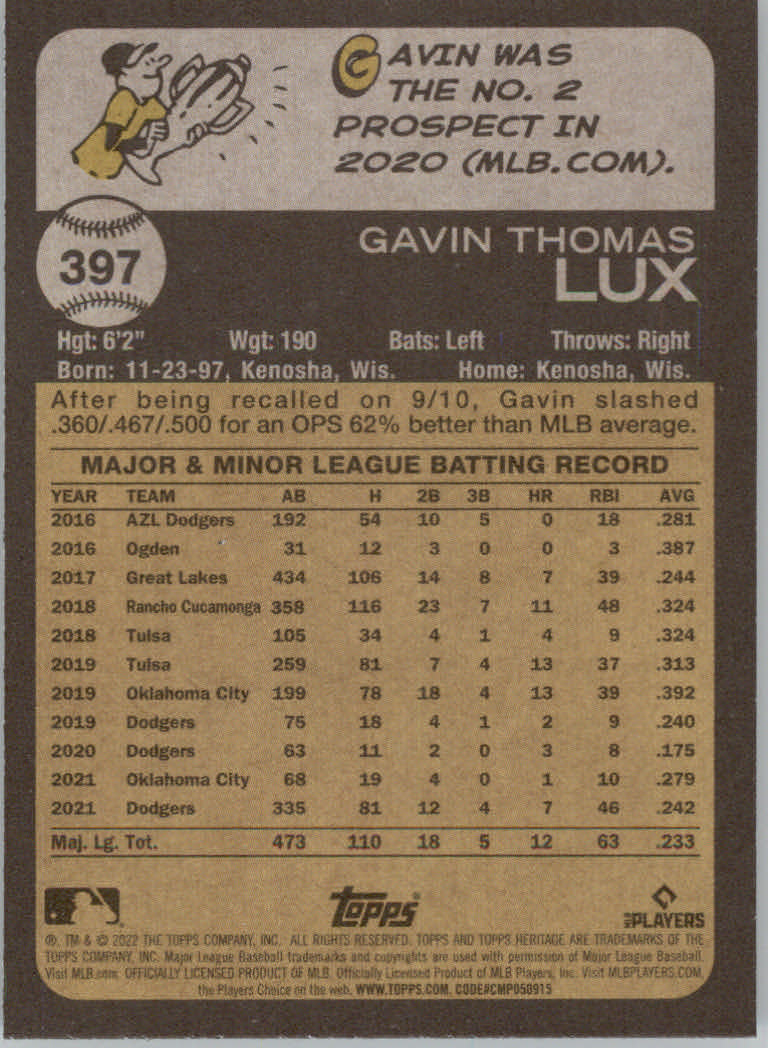 GAVIN WAS
THE NO. 2
PROSPECT IN
2020 (MLB.COM).
397
GAVIN THOMAS
LUX
Hgt: 6'2" Wgt: 190 Bats: Left Throws: Right
Born: 11-23-97, Kenosha, Wis. Home: Kenosha, Wis.
After being recalled on 9/10, Gavin slashed
.360/.467/.500 for an OPS 62% better than MLB average.
MAJOR & MINOR LEAGUE BATTING RECORD
YEAR TEAM AB H 2B 3B HR RBI AVG
2016 AZL Dodgers 192 54 10 5 0 18 .281
2016 Ogden 31 12 3 0 0 3 .387
2017 Great Lakes 434 106 14 8 7 39 .244
2018 Rancho Cucamonga 358 116 23 7 11 48 .324
2018 Tulsa 105 34 4 1 4 9 .324
2019 Tulsa 259 81 7 4 13 37 .313
2019 Oklahoma City 199 78 18 4 13 39 .392
2019 Dodgers 75 18 4 1 2 9 .240
2020 Dodgers 63 11 2 0 3 8 .175
2021 Oklahoma City 68 19 4 0 1 10 .279
2021 Dodgers 335 81 12 4 7 46 .242
Maj. Lg. Tot. 473 110 18 5 12 63 .233
Topps® MLB PLAYERS
®, TM & © 2022 THE TOPPS COMPANY, INC. ALL RIGHTS RESERVED. TOPPS AND TOPPS HERITAGE ARE TRADEMARKS OF THE
TOPPS COMPANY, INC. Major League Baseball trademarks and copyrights are used with permission of Major League Baseball.
Visit MLB.com. OFFICIALLY LICENSED PRODUCT OF MLB. Officially Licensed Product of MLB Players, Inc. Visit MLBPLAYERS.COM,
the Players Choice on the web. WWW.TOPPS.COM. CODE#CMP050915